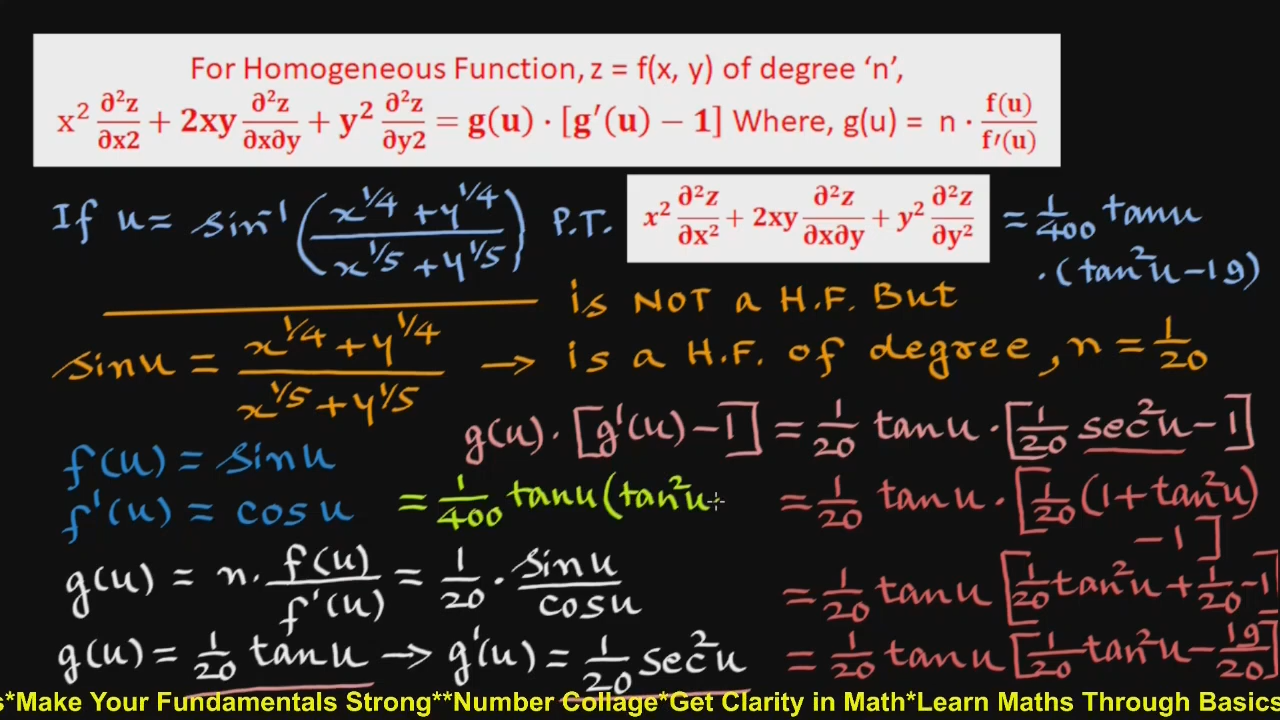 For Homogeneous Function, z = f(x, y) of degree ‘n’,
x² ∂²z/∂x2 + 2xy ∂²z/∂x∂y + y² ∂²z/∂y2 = g(u) · [g′(u) − 1] Where, g(u) = n · f(u)/f′(u)
If u = sin⁻¹ ( (x^1/4 + y^1/4) / (x^1/5 + y^1/5) ) P.T. x² ∂²z/∂x² + 2xy ∂²z/∂x∂y + y² ∂²z/∂y² = 1/400 tanu
· (tan²u − 19)
is NOT a H.F. But
sinu = (x^1/4 + y^1/4) / (x^1/5 + y^1/5) → is a H.F. of degree, n = 1/20
g(u) · [g′(u) − 1] = 1/20 tanu · [1/20 sec²u − 1]
f(u) = sinu
f′(u) = cosu
= 1/400 tanu (tan²u
= 1/20 tanu · [1/20 (1 + tan²u)
− 1]
g(u) = n · f(u)/f′(u) = 1/20 · sinu/cosu
= 1/20 tanu [1/20 tan²u + 1/20 − 1]
g(u) = 1/20 tanu → g′(u) = 1/20 sec²u
= 1/20 tanu [1/20 tan²u − 19/20]
s*Make Your Fundamentals Strong**Number Collage*Get Clarity in Math*Learn Maths Through Basics